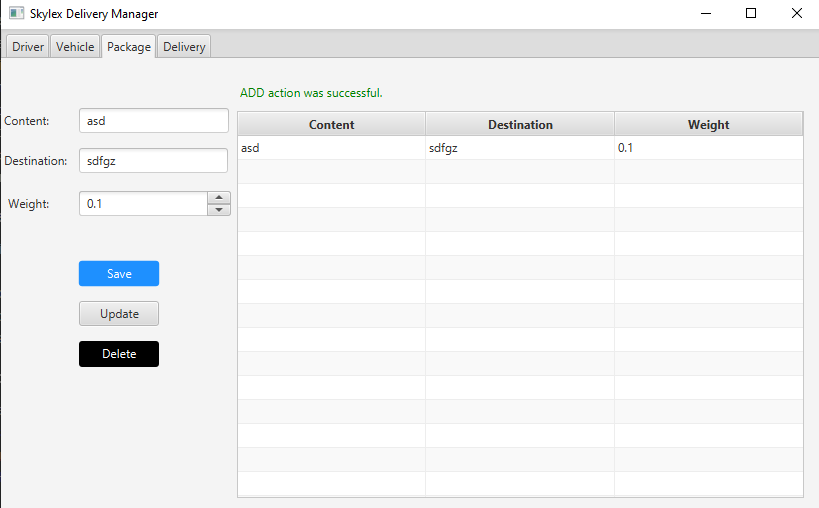 Skylex Delivery Manager
Driver Vehicle Package Delivery
ADD action was successful.
Content: asd
Destination: sdfgz
Weight: 0.1
Save
Update
Delete
Content Destination Weight
asd sdfgz 0.1